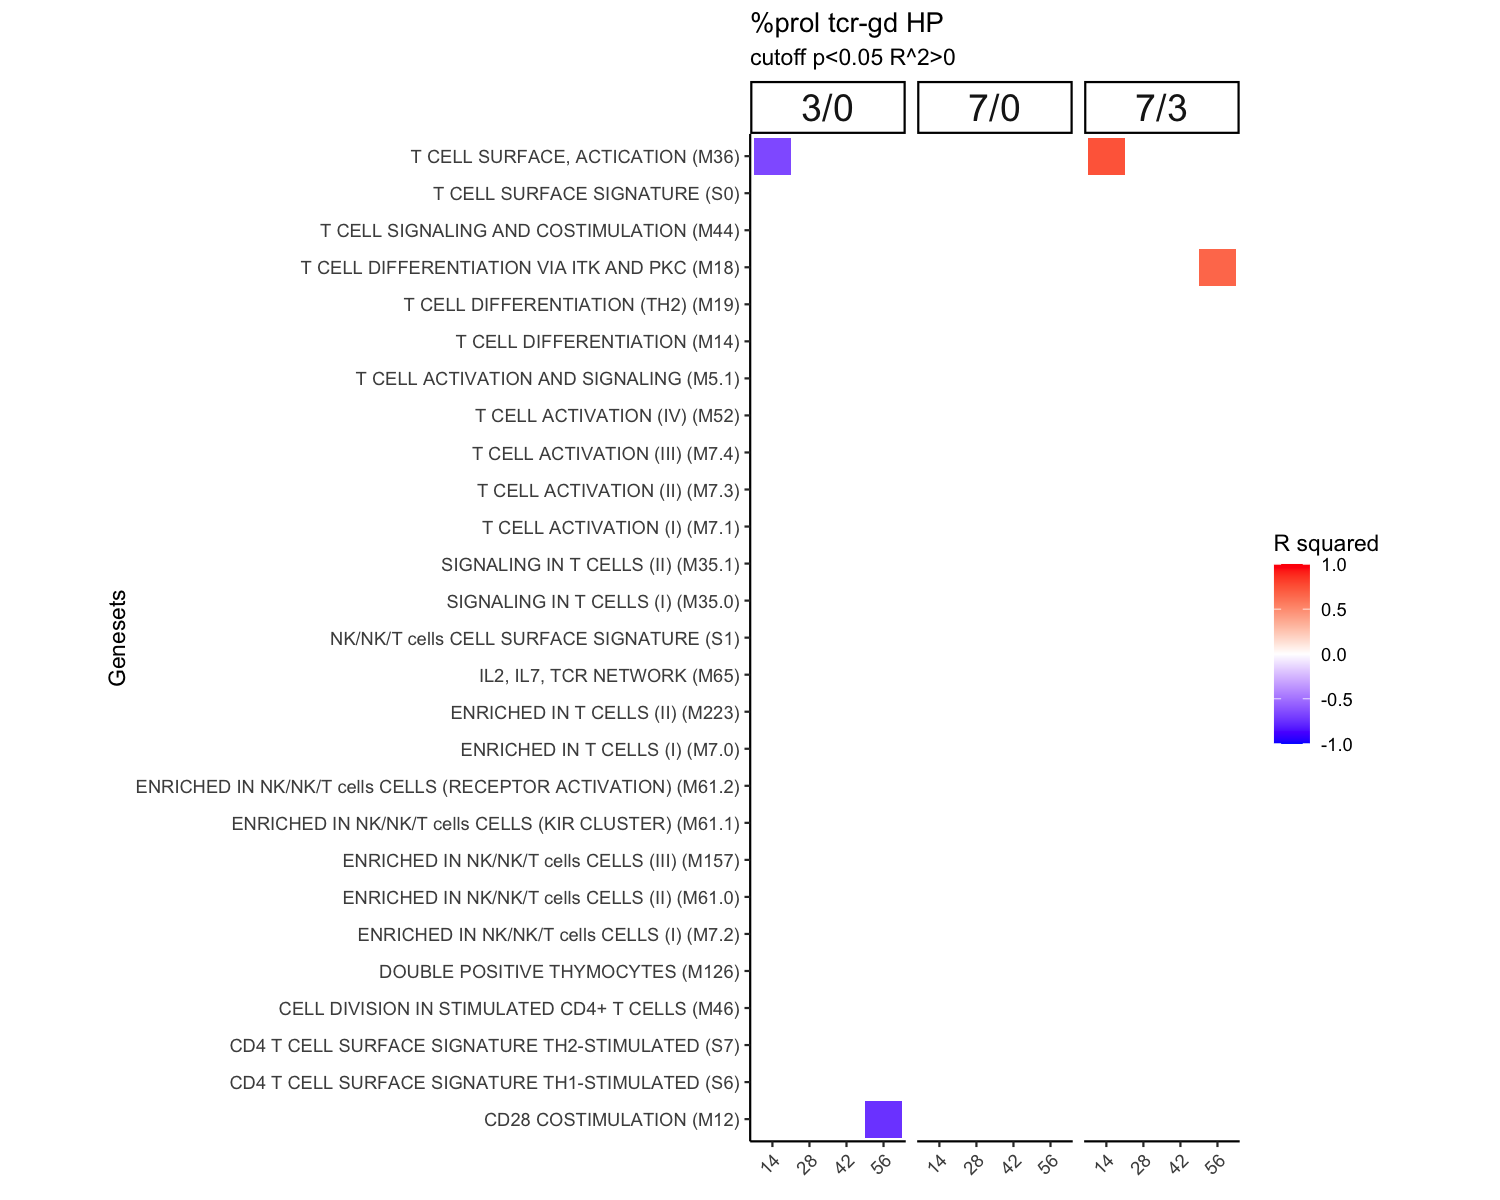 %prol tcr-gd HP
cutoff p<0.05 R^2>0
3/0 7/0 7/3
T CELL SURFACE, ACTICATION (M36)
T CELL SURFACE SIGNATURE (S0)
T CELL SIGNALING AND COSTIMULATION (M44)
T CELL DIFFERENTIATION VIA ITK AND PKC (M18)
T CELL DIFFERENTIATION (TH2) (M19)
T CELL DIFFERENTIATION (M14)
T CELL ACTIVATION AND SIGNALING (M5.1)
T CELL ACTIVATION (IV) (M52)
T CELL ACTIVATION (III) (M7.4)
T CELL ACTIVATION (II) (M7.3)
T CELL ACTIVATION (I) (M7.1)
SIGNALING IN T CELLS (II) (M35.1)
SIGNALING IN T CELLS (I) (M35.0)
NK/NK/T cells CELL SURFACE SIGNATURE (S1)
IL2, IL7, TCR NETWORK (M65)
ENRICHED IN T CELLS (II) (M223)
ENRICHED IN T CELLS (I) (M7.0)
ENRICHED IN NK/NK/T cells CELLS (RECEPTOR ACTIVATION) (M61.2)
ENRICHED IN NK/NK/T cells CELLS (KIR CLUSTER) (M61.1)
ENRICHED IN NK/NK/T cells CELLS (III) (M157)
ENRICHED IN NK/NK/T cells CELLS (II) (M61.0)
ENRICHED IN NK/NK/T cells CELLS (I) (M7.2)
DOUBLE POSITIVE THYMOCYTES (M126)
CELL DIVISION IN STIMULATED CD4+ T CELLS (M46)
CD4 T CELL SURFACE SIGNATURE TH2-STIMULATED (S7)
CD4 T CELL SURFACE SIGNATURE TH1-STIMULATED (S6)
CD28 COSTIMULATION (M12)
Genesets
14 28 42 56 14 28 42 56 14 28 42 56
R squared
1.0
0.5
0.0
-0.5
-1.0